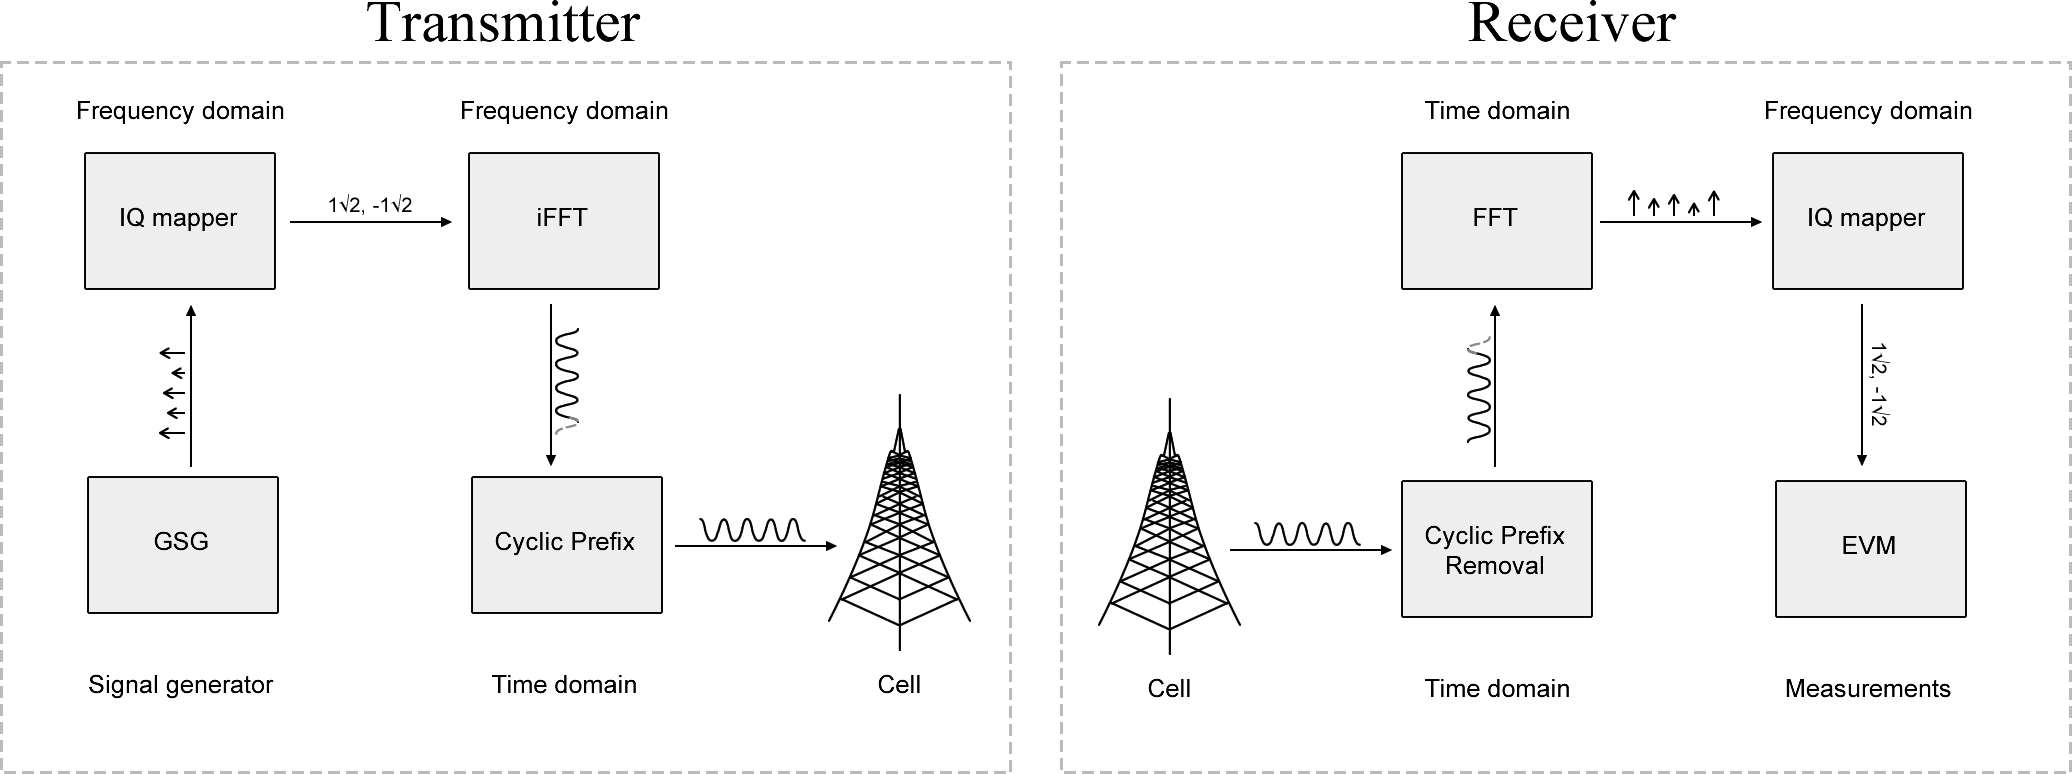 Transmitter
Frequency domain
Frequency domain
IQ mapper
1√2, -1√2
iFFT
GSG
Cyclic Prefix
Signal generator
Time domain
Cell
Receiver
Time domain
Frequency domain
FFT
IQ mapper
1√2, -1√2
Cyclic Prefix
Removal
EVM
Cell
Time domain
Measurements